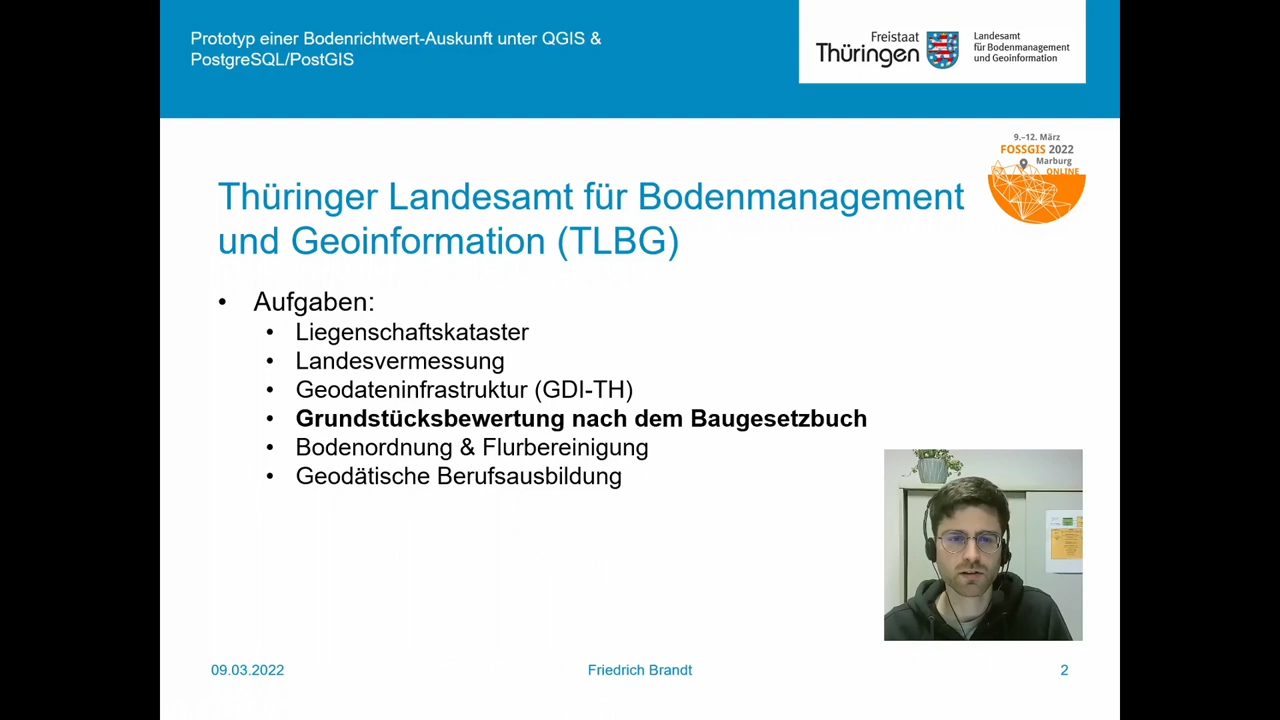 Prototyp einer Bodenrichtwert-Auskunft unter QGIS &
PostgreSQL/PostGIS
Freistaat
Thüringen
Landesamt
für Bodenmanagement
und Geoinformation
9.–12. März
FOSSGIS 2022
Marburg
ONLINE
Thüringer Landesamt für Bodenmanagement
und Geoinformation (TLBG)
• Aufgaben:
• Liegenschaftskataster
• Landesvermessung
• Geodateninfrastruktur (GDI-TH)
• Grundstücksbewertung nach dem Baugesetzbuch
• Bodenordnung & Flurbereinigung
• Geodätische Berufsausbildung
09.03.2022
Friedrich Brandt
2